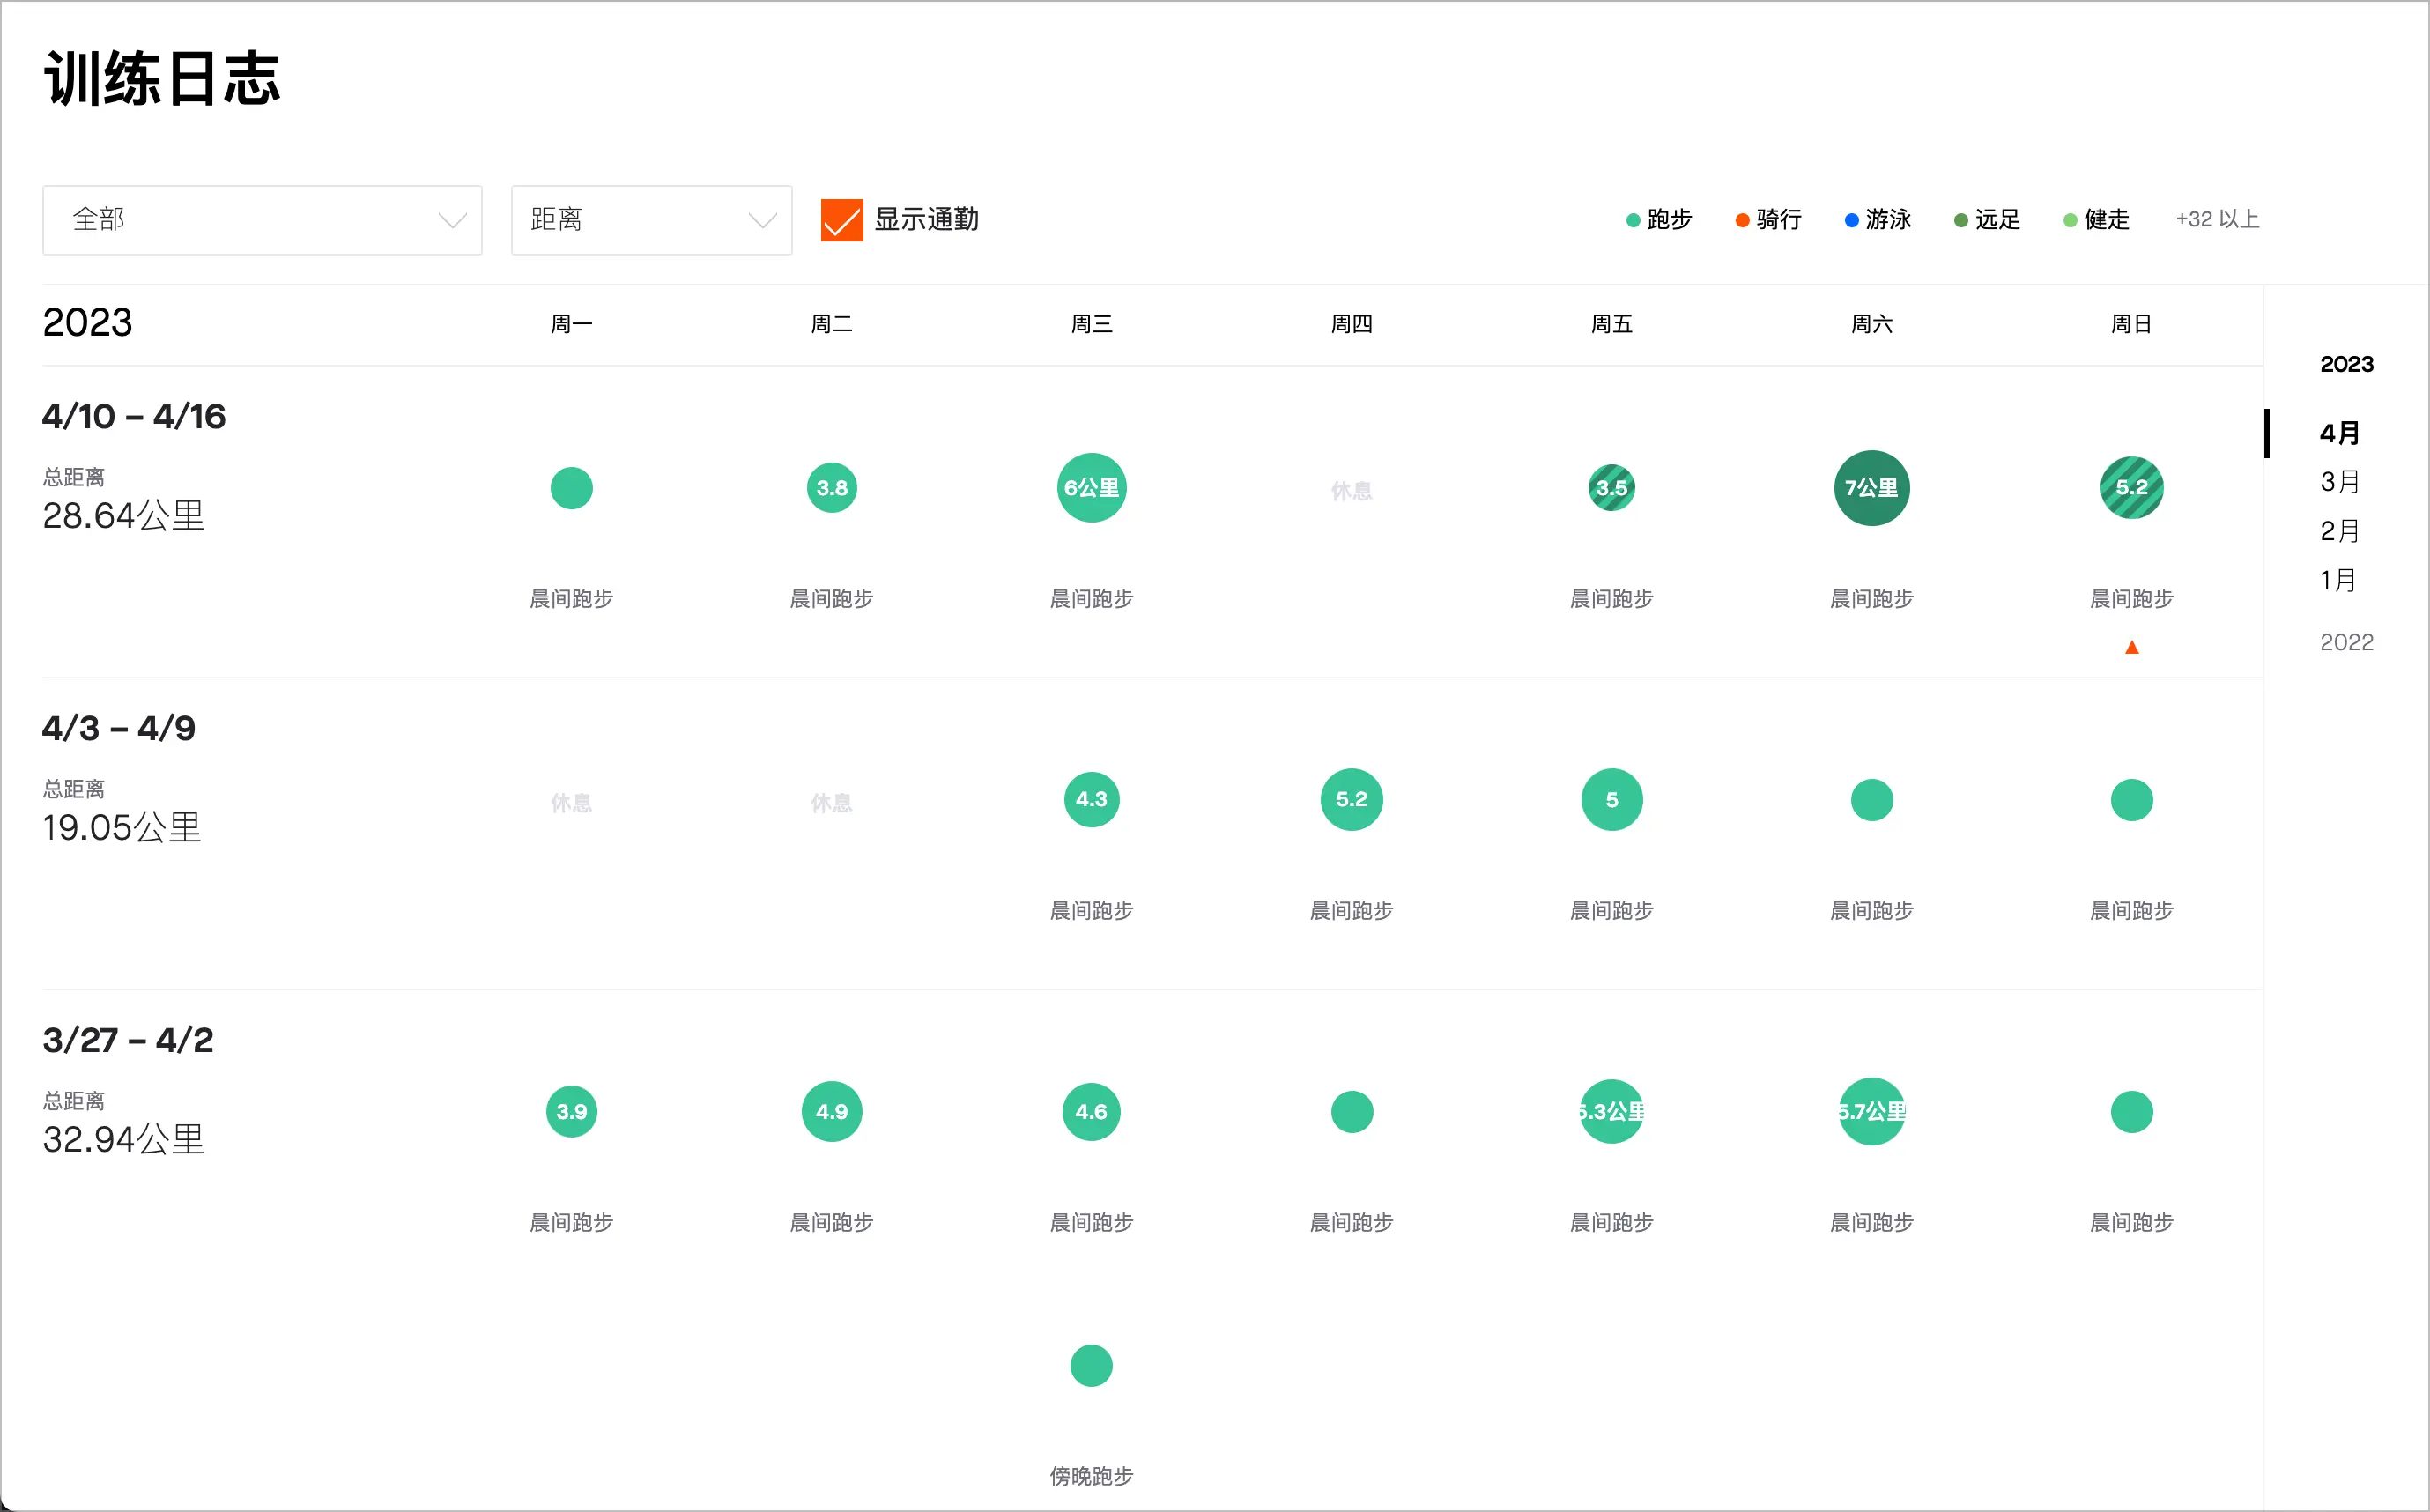 训练日志
全部 距离 显示通勤 跑步 骑行 游泳 远足 健走 +32 以上
2023 周一 周二 周三 周四 周五 周六 周日
4/10 – 4/16
总距离
28.64公里
3.8 6公里 休息 3.5 7公里 5.2
晨间跑步 晨间跑步 晨间跑步 晨间跑步 晨间跑步 晨间跑步
4/3 – 4/9
总距离
19.05公里
休息 休息 4.3 5.2 5
晨间跑步 晨间跑步 晨间跑步 晨间跑步 晨间跑步
3/27 – 4/2
总距离
32.94公里
3.9 4.9 4.6 5.3公里 5.7公里
晨间跑步 晨间跑步 晨间跑步 晨间跑步 晨间跑步 晨间跑步 晨间跑步
傍晚跑步
2023
4月
3月
2月
1月
2022